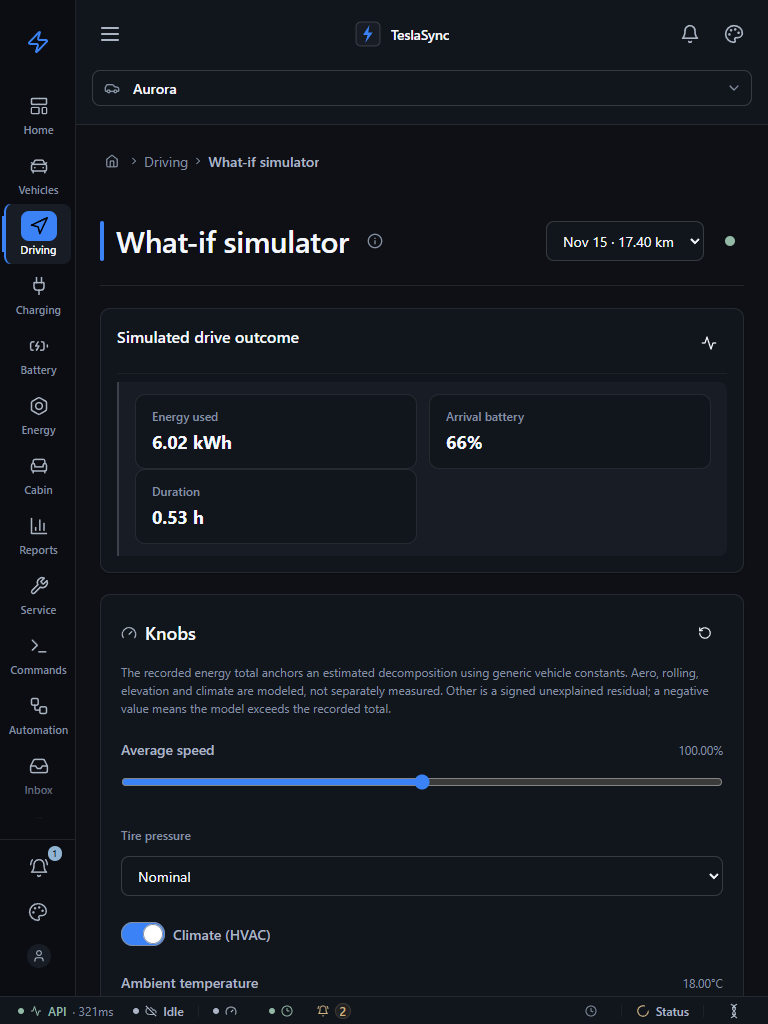 TeslaSync
Aurora
Home
Vehicles
Driving
Charging
Battery
Energy
Cabin
Reports
Service
Commands
Automation
Inbox
1
Driving
What-if simulator
What-if simulator
Nov 15 · 17.40 km
Simulated drive outcome
Energy used
6.02 kWh
Arrival battery
66%
Duration
0.53 h
Knobs
The recorded energy total anchors an estimated decomposition using generic vehicle constants. Aero, rolling,
elevation and climate are modeled, not separately measured. Other is a signed unexplained residual; a negative
value means the model exceeds the recorded total.
Average speed
100.00%
Tire pressure
Nominal
Climate (HVAC)
Ambient temperature
18.00°C
API · 321ms
Idle
2
Status